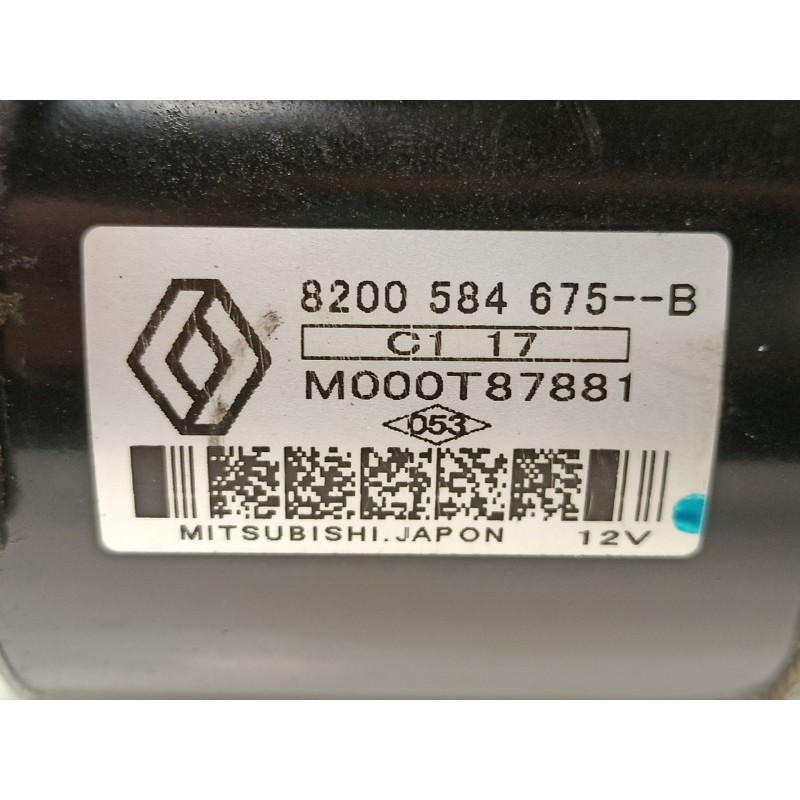 8200 584 675--B
C1 17
M000T87881
053
MITSUBISHI.JAPON 12V